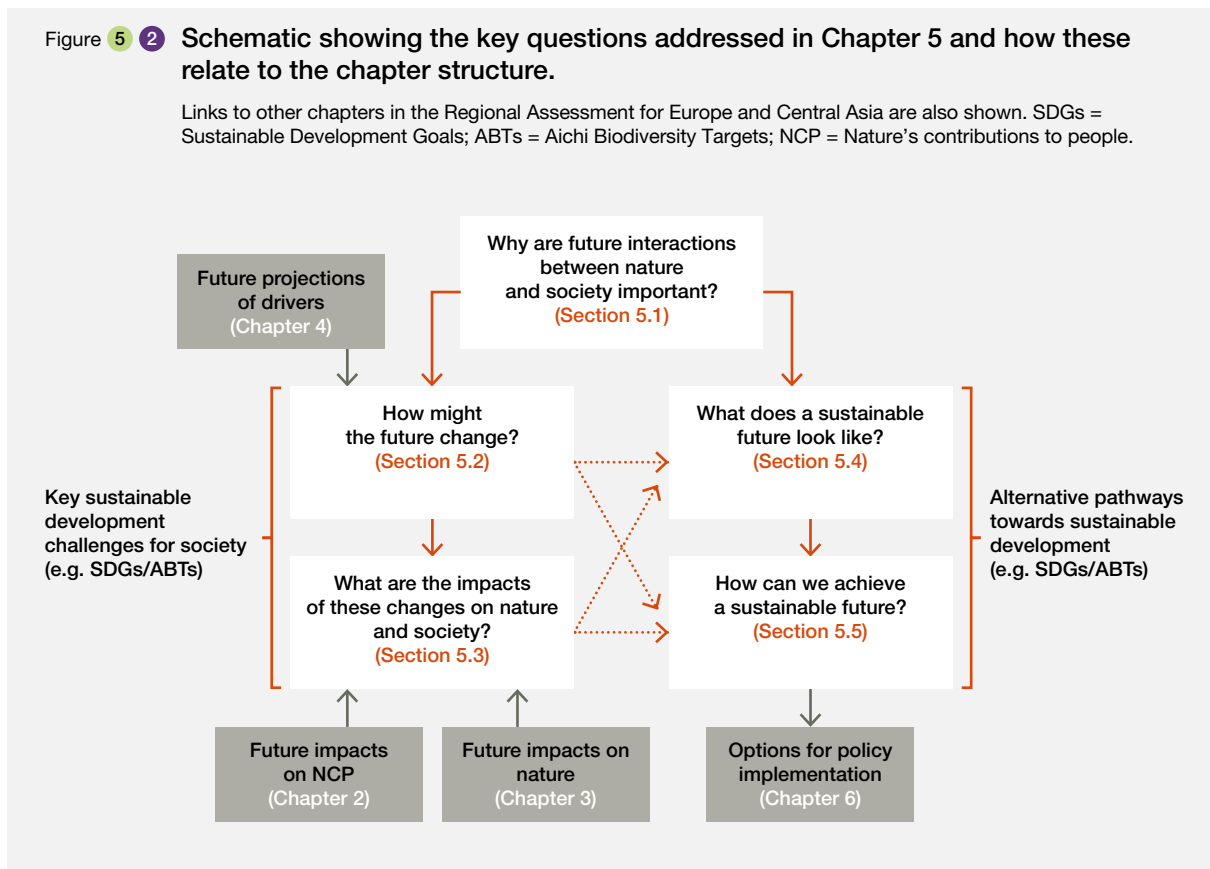 Figure 5 2 Schematic showing the key questions addressed in Chapter 5 and how these
relate to the chapter structure.
Links to other chapters in the Regional Assessment for Europe and Central Asia are also shown. SDGs =
Sustainable Development Goals; ABTs = Aichi Biodiversity Targets; NCP = Nature's contributions to people.
Why are future interactions
between nature
and society important?
(Section 5.1)
Future projections
of drivers
(Chapter 4)
How might
the future change?
(Section 5.2)
What does a sustainable
future look like?
(Section 5.4)
Key sustainable
development
challenges for society
(e.g. SDGs/ABTs)
Alternative pathways
towards sustainable
development
(e.g. SDGs/ABTs)
What are the impacts
of these changes on nature
and society?
(Section 5.3)
How can we achieve
a sustainable future?
(Section 5.5)
Future impacts
on NCP
(Chapter 2)
Future impacts on
nature
(Chapter 3)
Options for policy
implementation
(Chapter 6)